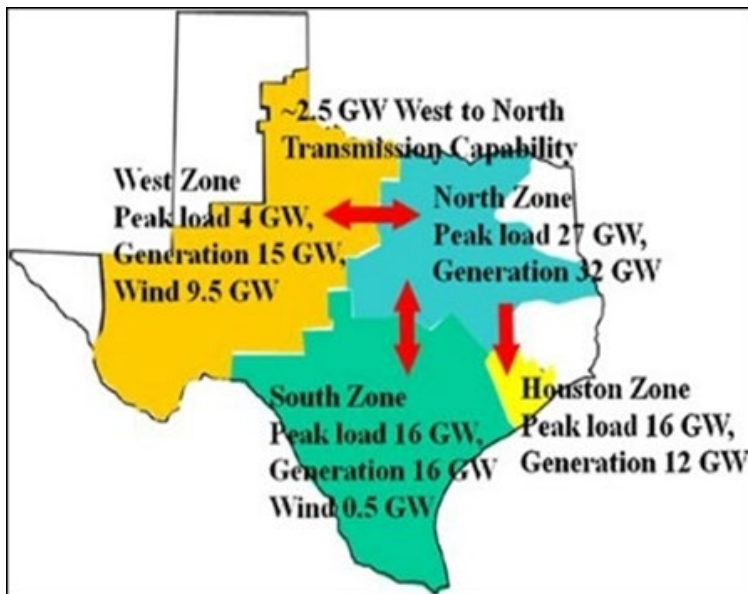 ~2.5 GW West to North
Transmission Capability
West Zone
Peak load 4 GW,
Generation 15 GW,
Wind 9.5 GW
North Zone
Peak load 27 GW,
Generation 32 GW
South Zone
Peak load 16 GW,
Generation 16 GW
Wind 0.5 GW
Houston Zone
Peak load 16 GW,
Generation 12 GW